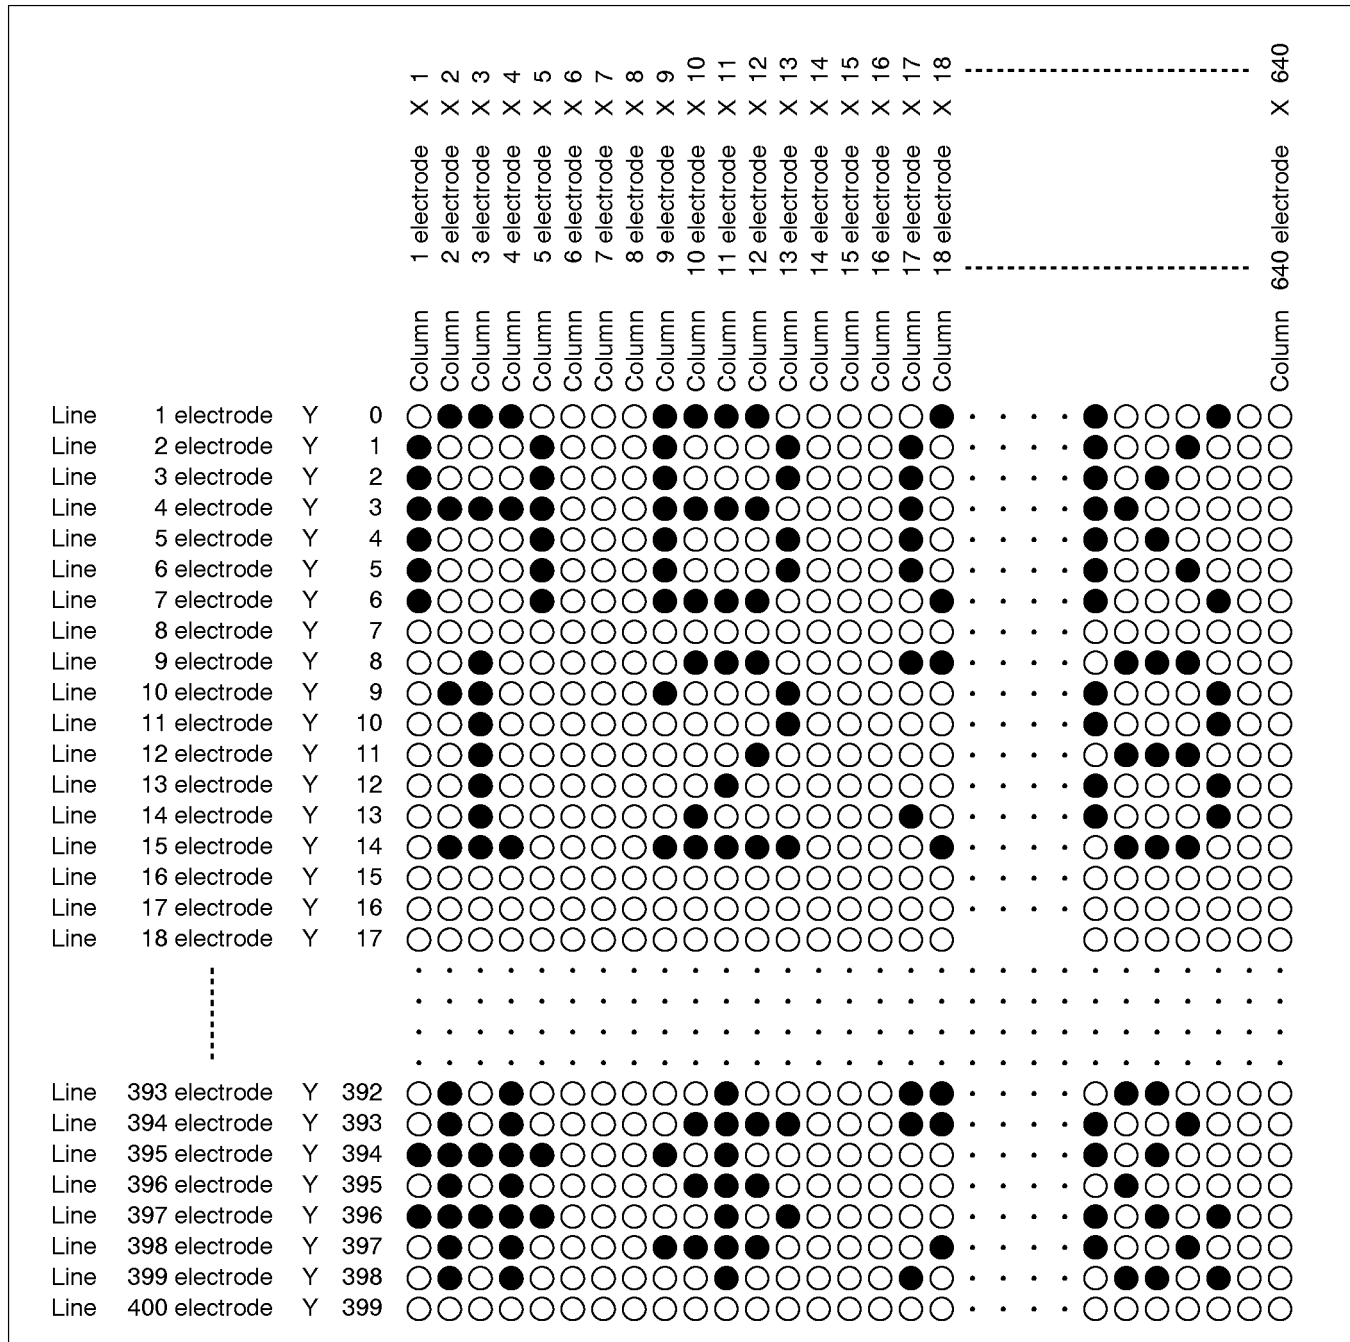 Column 1 electrode X 1
Column 2 electrode X 2
Column 3 electrode X 3
Column 4 electrode X 4
Column 5 electrode X 5
Column 6 electrode X 6
Column 7 electrode X 7
Column 8 electrode X 8
Column 9 electrode X 9
Column 10 electrode X 10
Column 11 electrode X 11
Column 12 electrode X 12
Column 13 electrode X 13
Column 14 electrode X 14
Column 15 electrode X 15
Column 16 electrode X 16
Column 17 electrode X 17
Column 18 electrode X 18
Column 640 electrode X 640
Line 1 electrode Y 0
Line 2 electrode Y 1
Line 3 electrode Y 2
Line 4 electrode Y 3
Line 5 electrode Y 4
Line 6 electrode Y 5
Line 7 electrode Y 6
Line 8 electrode Y 7
Line 9 electrode Y 8
Line 10 electrode Y 9
Line 11 electrode Y 10
Line 12 electrode Y 11
Line 13 electrode Y 12
Line 14 electrode Y 13
Line 15 electrode Y 14
Line 16 electrode Y 15
Line 17 electrode Y 16
Line 18 electrode Y 17
Line 393 electrode Y 392
Line 394 electrode Y 393
Line 395 electrode Y 394
Line 396 electrode Y 395
Line 397 electrode Y 396
Line 398 electrode Y 397
Line 399 electrode Y 398
Line 400 electrode Y 399